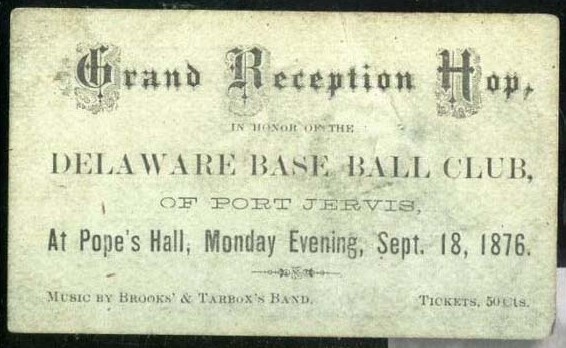 Grand Reception Hop,
IN HONOR OF THE
DELAWARE BASE BALL CLUB,
OF PORT JERVIS,
At Pope's Hall, Monday Evening, Sept. 18, 1876.
MUSIC BY BROOKS' & TARBOX'S BAND. TICKETS, 50 Cts.